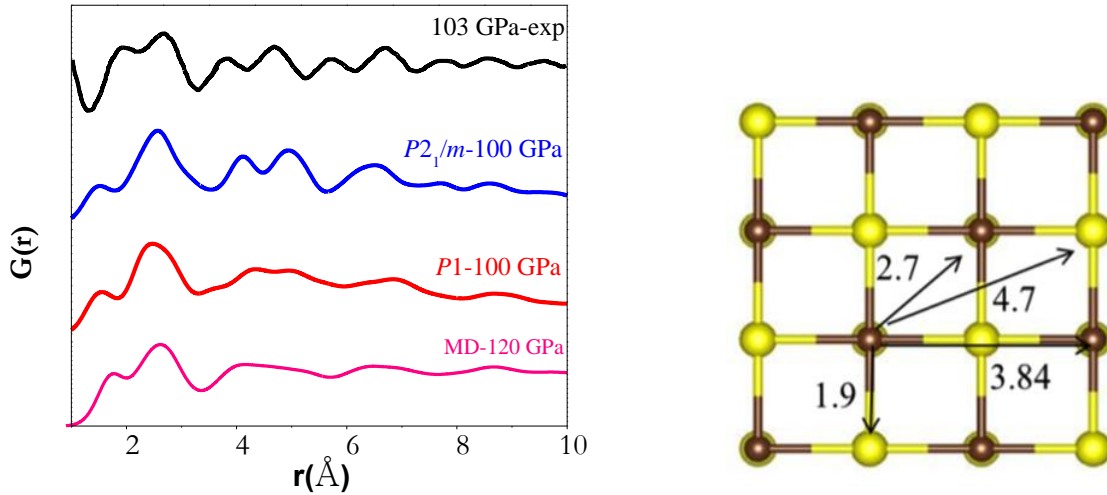 103 GPa-exp
P2₁/m-100 GPa
P1-100 GPa
MD-120 GPa
G(r)
2 4 6 8 10
r(Å)
2.7
4.7
3.84
1.9